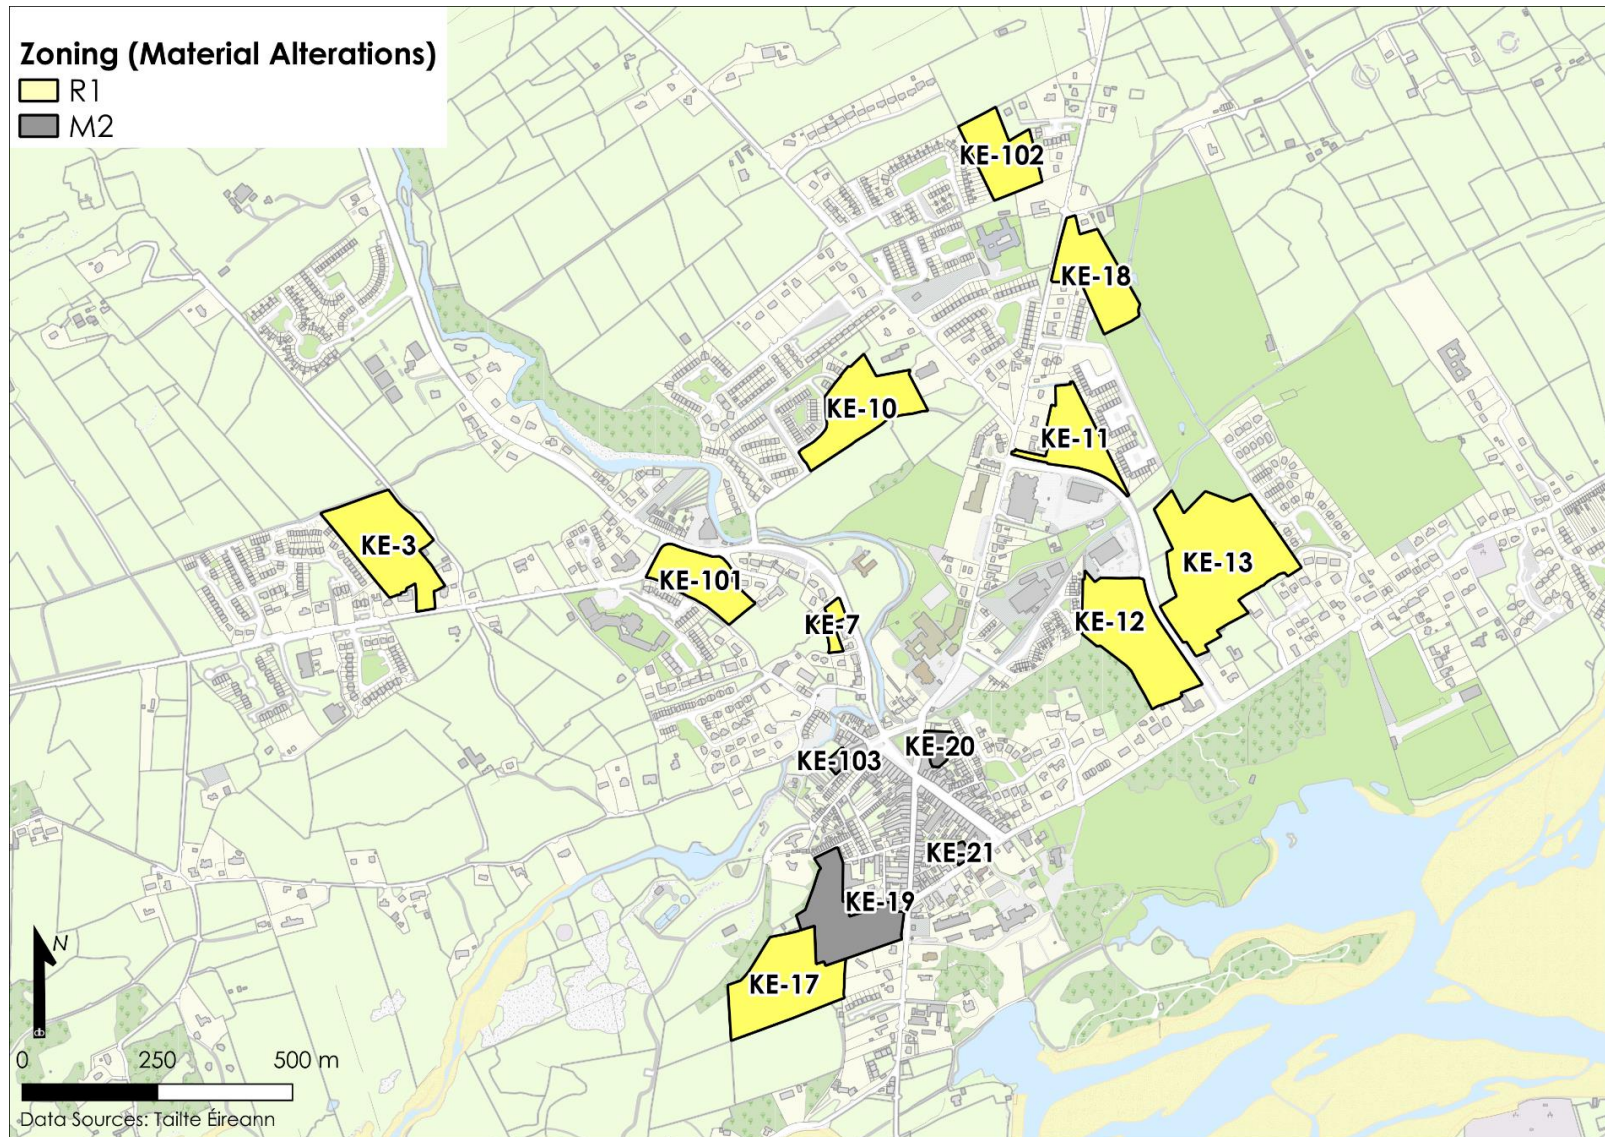 Zoning (Material Alterations)
R1
M2
KE-102
KE-18
KE-10
KE-11
KE-3
KE-101
KE-13
KE-7
KE-12
KE-103
KE-20
KE-21
KE-19
KE-17
N
0 250 500 m
Data Sources: Tailte Éireann